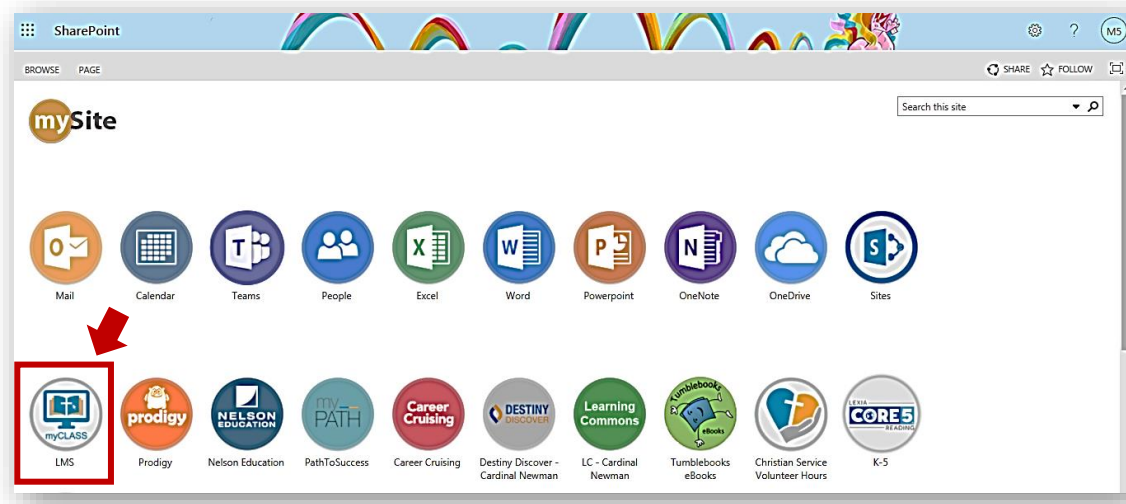 SharePoint
?
M5
BROWSE PAGE
SHARE FOLLOW
mySite
Search this site
O
T
X
W
P
N
S
Mail Calendar Teams People Excel Word Powerpoint OneNote OneDrive Sites
myCLASS
prodigy
NELSON
EDUCATION
my
PATH
Career
Cruising
DESTINY
DISCOVER
Learning
Commons
Tumblebooks
eBooks
LEXIA
CORE5
READING
LMS Prodigy Nelson Education PathToSuccess Career Cruising Destiny Discover - LC - Cardinal Tumblebooks Christian Service K-5
Cardinal Newman Newman eBooks Volunteer Hours